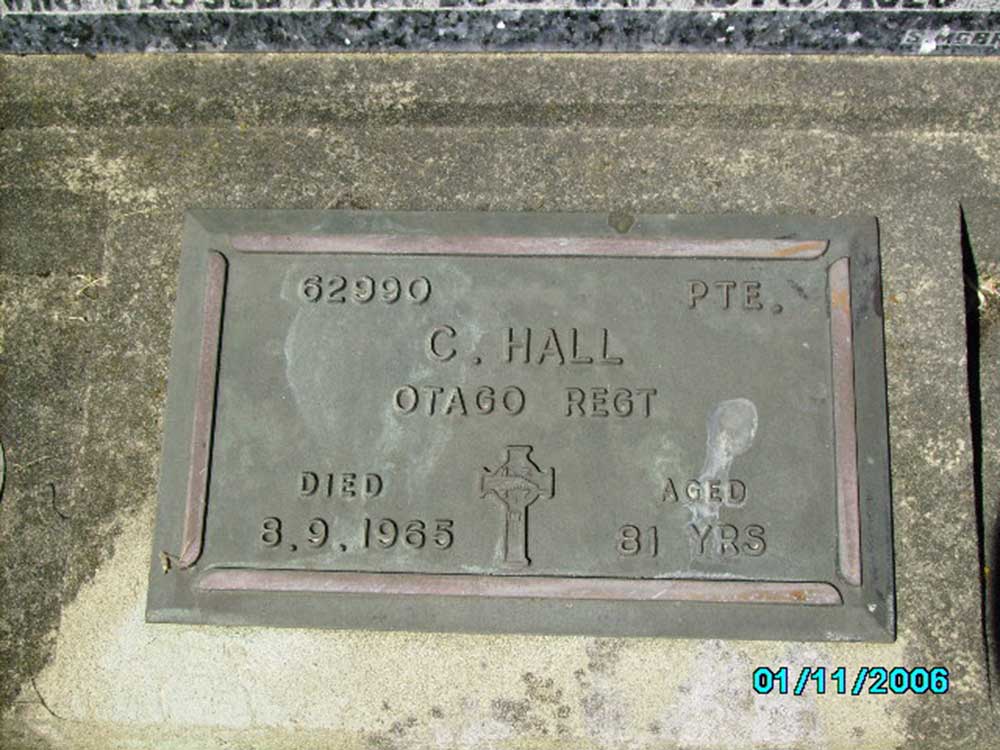 62990 PTE.
C. HALL
OTAGO REGT
DIED AGED
8.9.1965 81 YRS
01/11/2006